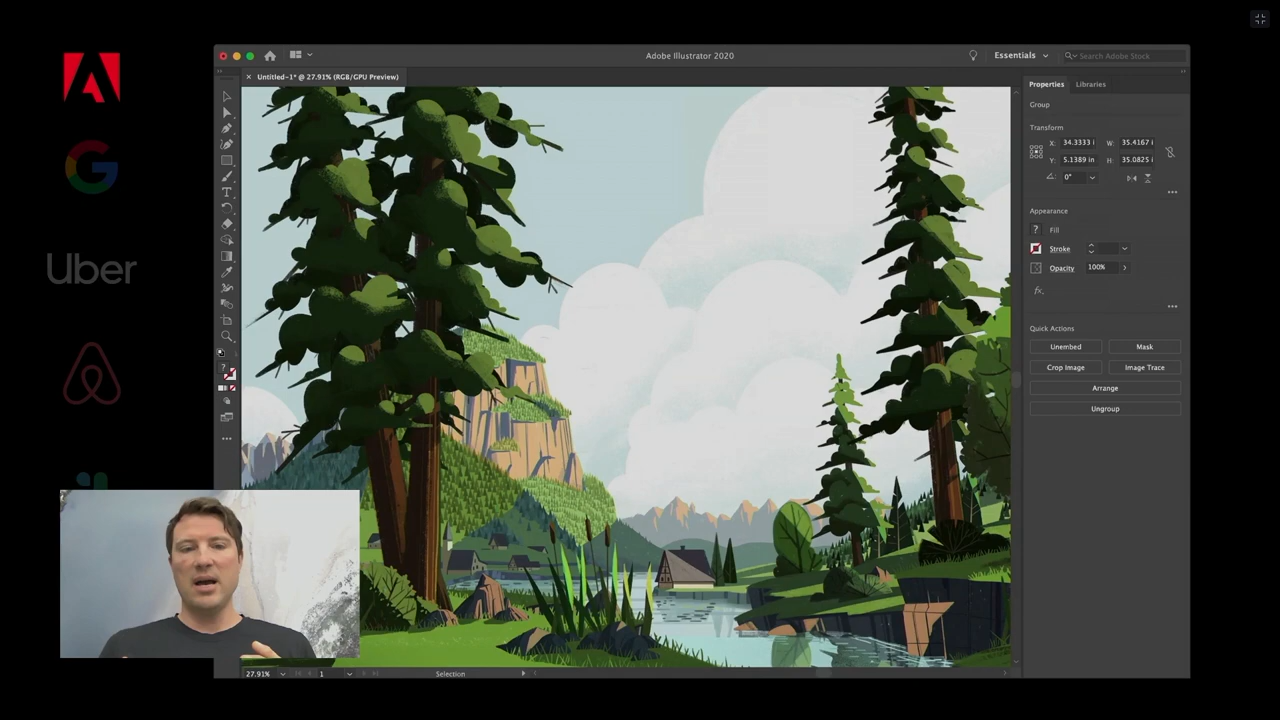 Uber
Adobe Illustrator 2020
Essentials
Search Adobe Stock
Untitled-1* @ 27.91% (RGB/GPU Preview)
Properties
Libraries
Group
Transform
X: 34.3333 i
W: 35.4167 i
Y: 5.1389 in
H: 35.0825 i
0°
Appearance
? Fill
Stroke
Opacity
100%
fx.
Quick Actions
Unembed
Mask
Crop Image
Image Trace
Arrange
Ungroup
27.91%
1
Selection